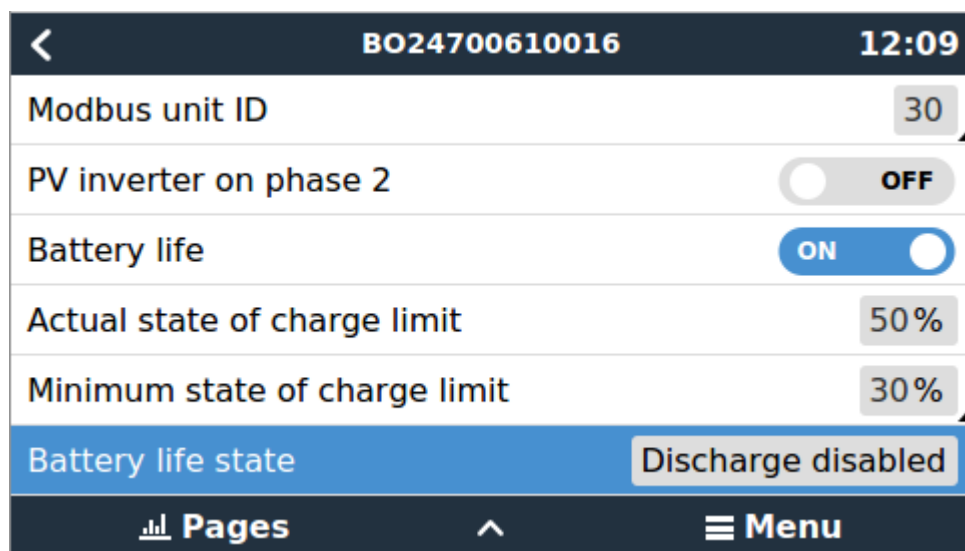 BO24700610016 12:09
Modbus unit ID 30
PV inverter on phase 2 OFF
Battery life ON
Actual state of charge limit 50%
Minimum state of charge limit 30%
Battery life state Discharge disabled
Pages Menu